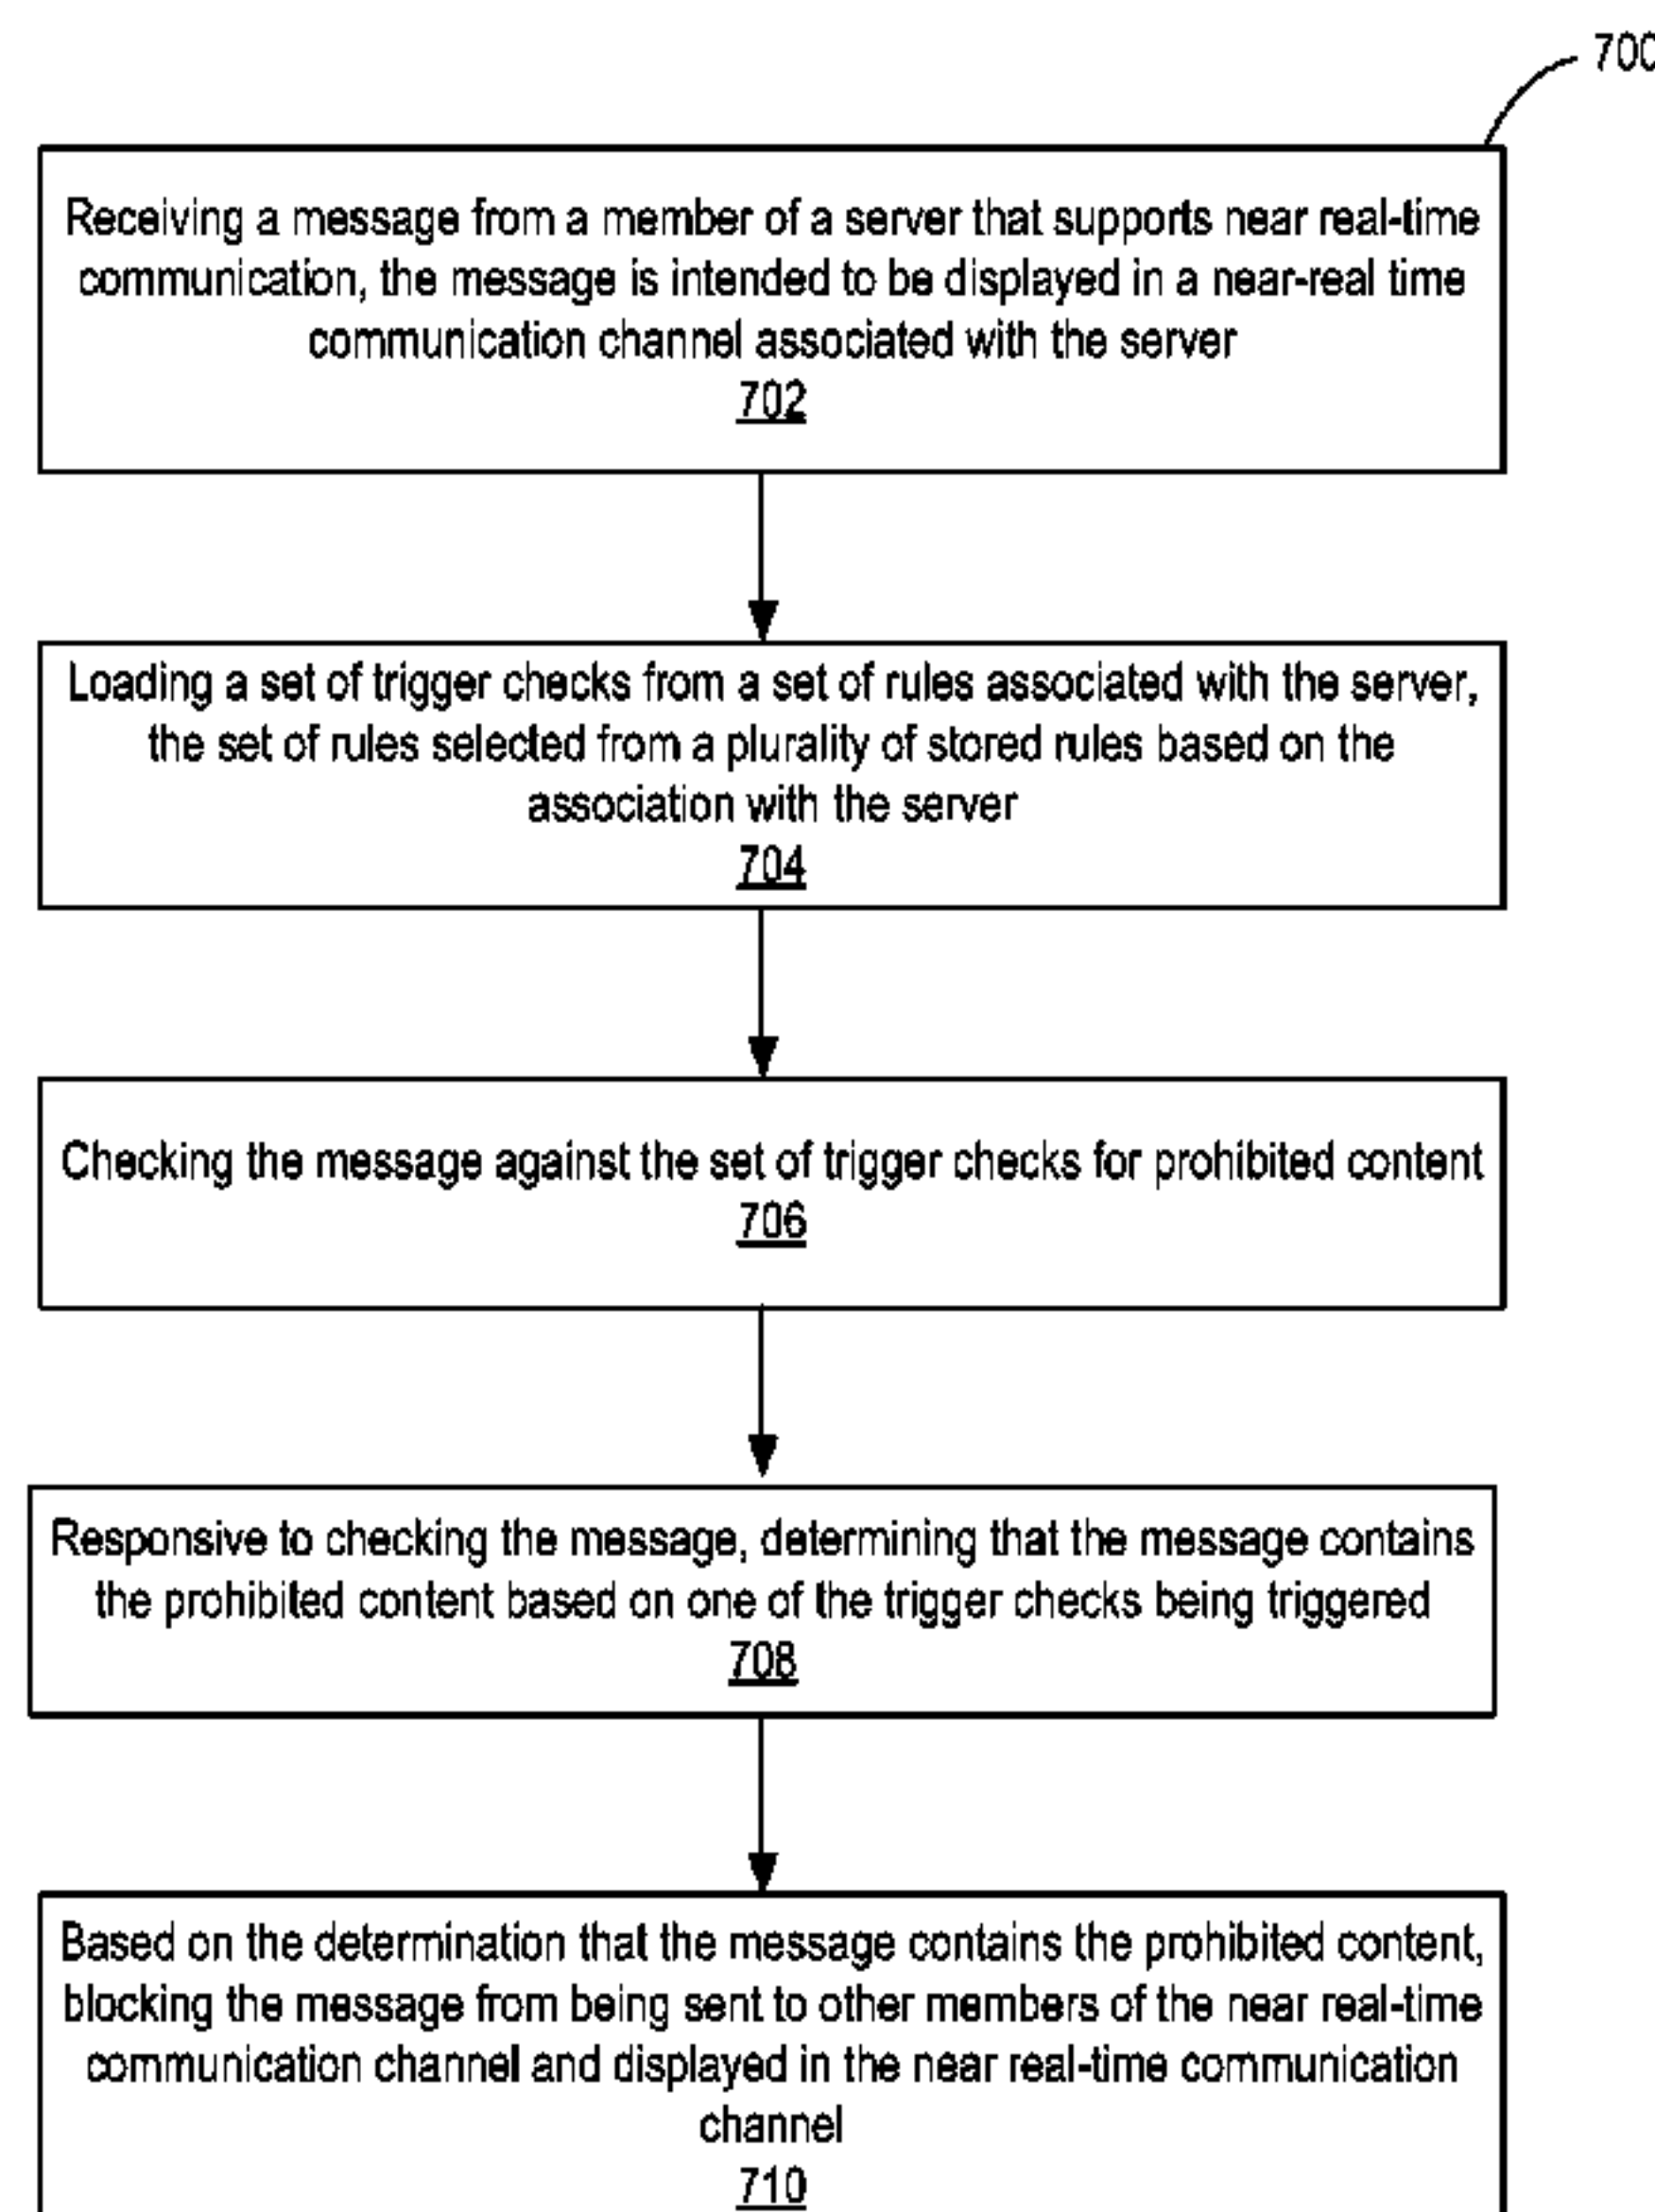 700
Receiving a message from a member of a server that supports near real-time
communication, the message is intended to be displayed in a near-real time
communication channel associated with the server
702
Loading a set of trigger checks from a set of rules associated with the server,
the set of rules selected from a plurality of stored rules based on the
association with the server
704
Checking the message against the set of trigger checks for prohibited content
706
Responsive to checking the message, determining that the message contains
the prohibited content based on one of the trigger checks being triggered
708
Based on the determination that the message contains the prohibited content,
blocking the message from being sent to other members of the near real-time
communication channel and displayed in the near real-time communication
channel
710